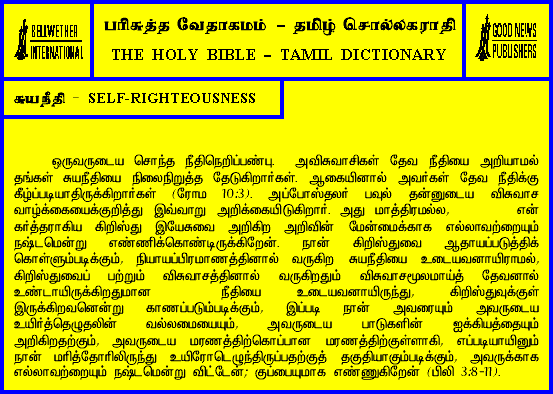 BELLWETHER
INTERNATIONAL
பரிசுத்த வேதாகமம் – தமிழ் சொல்லகராதி
THE HOLY BIBLE – TAMIL DICTIONARY
GOOD NEWS
PUBLISHERS
சுயநீதி - SELF-RIGHTEOUSNESS
ஒருவருடைய சொந்த நீதிநெறிப்பண்பு. அவிசுவாசிகள் தேவ நீதியை அறியாமல்
தங்கள் சுயநீதியை நிலைநிறுத்த தேடுகிறார்கள். ஆகையினால் அவர்கள் தேவ நீதிக்கு
கீழ்ப்படியாதிருக்கிறார்கள் (ரோம 10:3). அப்போஸ்தலர் பவுல் தன்னுடைய விசுவாச
வாழ்க்கையைக்குறித்து இவ்வாறு அறிக்கையிடுகிறார். அது மாத்திரமல்ல, என்
கர்த்தராகிய கிறிஸ்து இயேசுவை அறிகிற அறிவின் மேன்மைக்காக எல்லாவற்றையும்
நஷ்டமென்று எண்ணிக்கொண்டிருக்கிறேன். நான் கிறிஸ்துவை ஆதாயப்படுத்திக்
கொள்ளும்படிக்கும், நியாயப்பிரமாணத்தினால் வருகிற சுயநீதியை உடையவனாயிராமல்,
கிறிஸ்துவைப் பற்றும் விசுவாசத்தினால் வருகிறதும் விசுவாசமூலமாய்த் தேவனால்
உண்டாயிருக்கிறதுமான நீதியை உடையவனாயிருந்து, கிறிஸ்துவுக்குள்
இருக்கிறவனென்று காணப்படும்படிக்கும், இப்படி நான் அவரையும் அவருடைய
உயிர்த்தெழுதலின் வல்லமையையும், அவருடைய பாடுகளின் ஐக்கியத்தையும்
அறிகிறதற்கும், அவருடைய மரணத்திற்கொப்பான மரணத்திற்குள்ளாகி, எப்படியாயினும்
நான் மரித்தோரிலிருந்து உயிரோடெழுந்திருப்பதற்குத் தகுதியாகும்படிக்கும், அவருக்காக
எல்லாவற்றையும் நஷ்டமென்று விட்டேன்; குப்பையுமாக எண்ணுகிறேன் (பிலி 3:8-11).